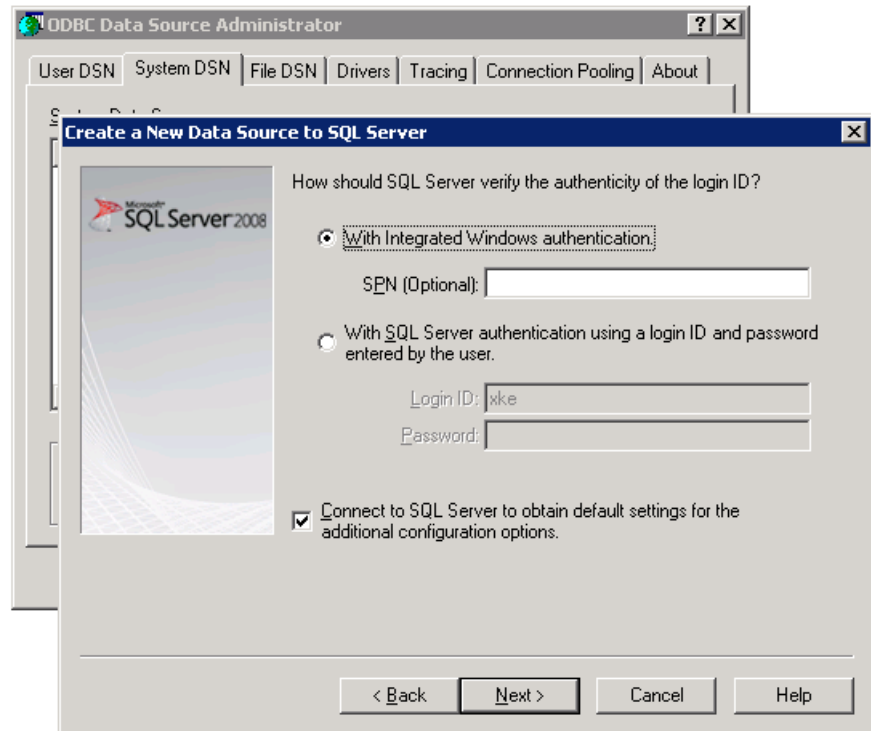 ODBC Data Source Administrator
User DSN System DSN File DSN Drivers Tracing Connection Pooling About
Create a New Data Source to SQL Server
Microsoft
SQL Server 2008
How should SQL Server verify the authenticity of the login ID?
With Integrated Windows authentication.
SPN (Optional):
With SQL Server authentication using a login ID and password
entered by the user.
Login ID: xke
Password:
Connect to SQL Server to obtain default settings for the
additional configuration options.
< Back Next > Cancel Help